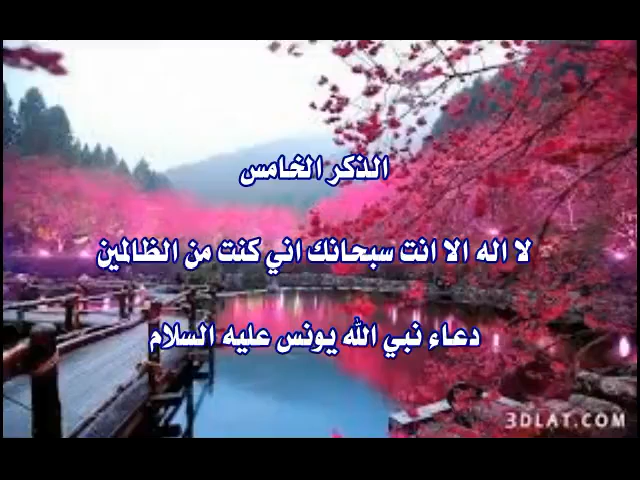 الذكر الخامس
لا اله الا انت سبحانك اني كنت من الظالمين
دعاء نبي الله يونس عليه السلام
3DLAT.COM